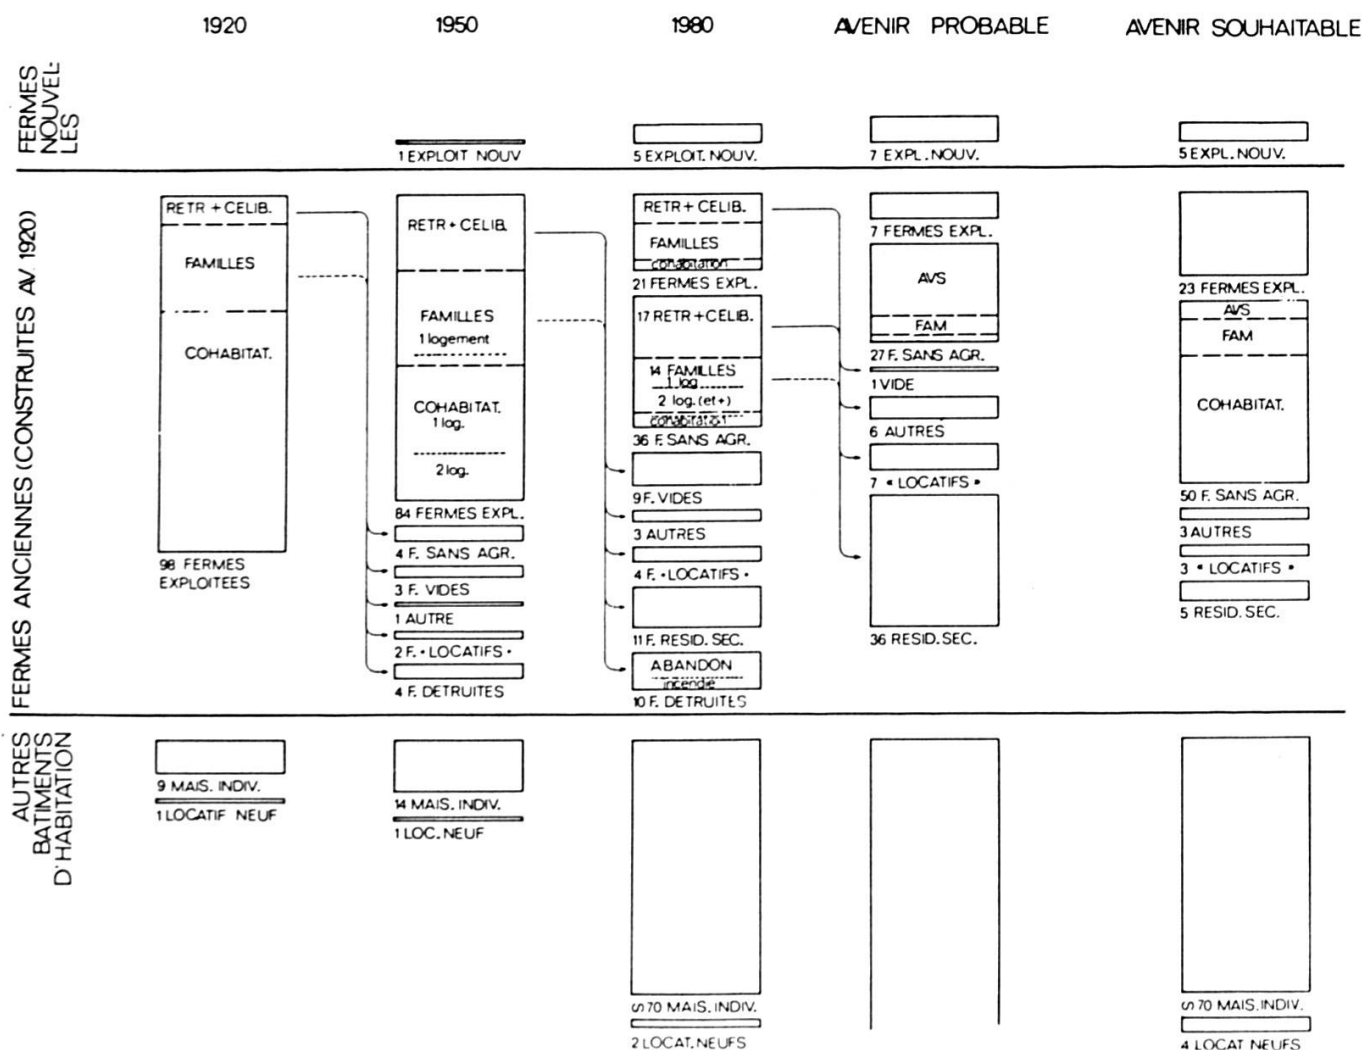 1920
1950
1980
AVENIR PROBABLE
AVENIR SOUHAITABLE
FERMES
NOUVEL-
LES
1 EXPLOIT NOUV
5 EXPLOIT. NOUV.
7 EXPL. NOUV.
5 EXPL. NOUV.
FERMES ANCIENNES (CONSTRUITES AV. 1920)
RETR + CELIB.
FAMILLES
COHABITAT.
98 FERMES
EXPLOITEES
RETR + CELIB.
FAMILLES
1 logement
COHABITAT.
1 log.
2 log.
84 FERMES EXPL.
4 F. SANS AGR.
3 F. VIDES
1 AUTRE
2 F. • LOCATIFS •
4 F. DETRUITES
RETR + CELIB.
FAMILLES
cohabitation
21 FERMES EXPL.
17 RETR + CELIB.
14 FAMILLES
1 log
2 log. (et+)
cohabitation
36 F. SANS AGR.
9 F. VIDES
3 AUTRES
4 F. • LOCATIFS •
11 F. RESID. SEC.
ABANDON
incendie
10 F. DETRUITES
7 FERMES EXPL.
AVS
FAM
27 F. SANS AGR.
1 VIDE
6 AUTRES
7 « LOCATIFS »
36 RESID. SEC.
23 FERMES EXPL.
AVS
FAM
COHABITAT.
50 F. SANS AGR.
3 AUTRES
3 « LOCATIFS »
5 RESID. SEC.
AUTRES
BATIMENTS
D'HABITATION
9 MAIS. INDIV.
1 LOCATIF NEUF
14 MAIS. INDIV.
1 LOC. NEUF
∽ 70 MAIS. INDIV.
2 LOCAT. NEUFS
∽ 70 MAIS. INDIV.
4 LOCAT NEUFS